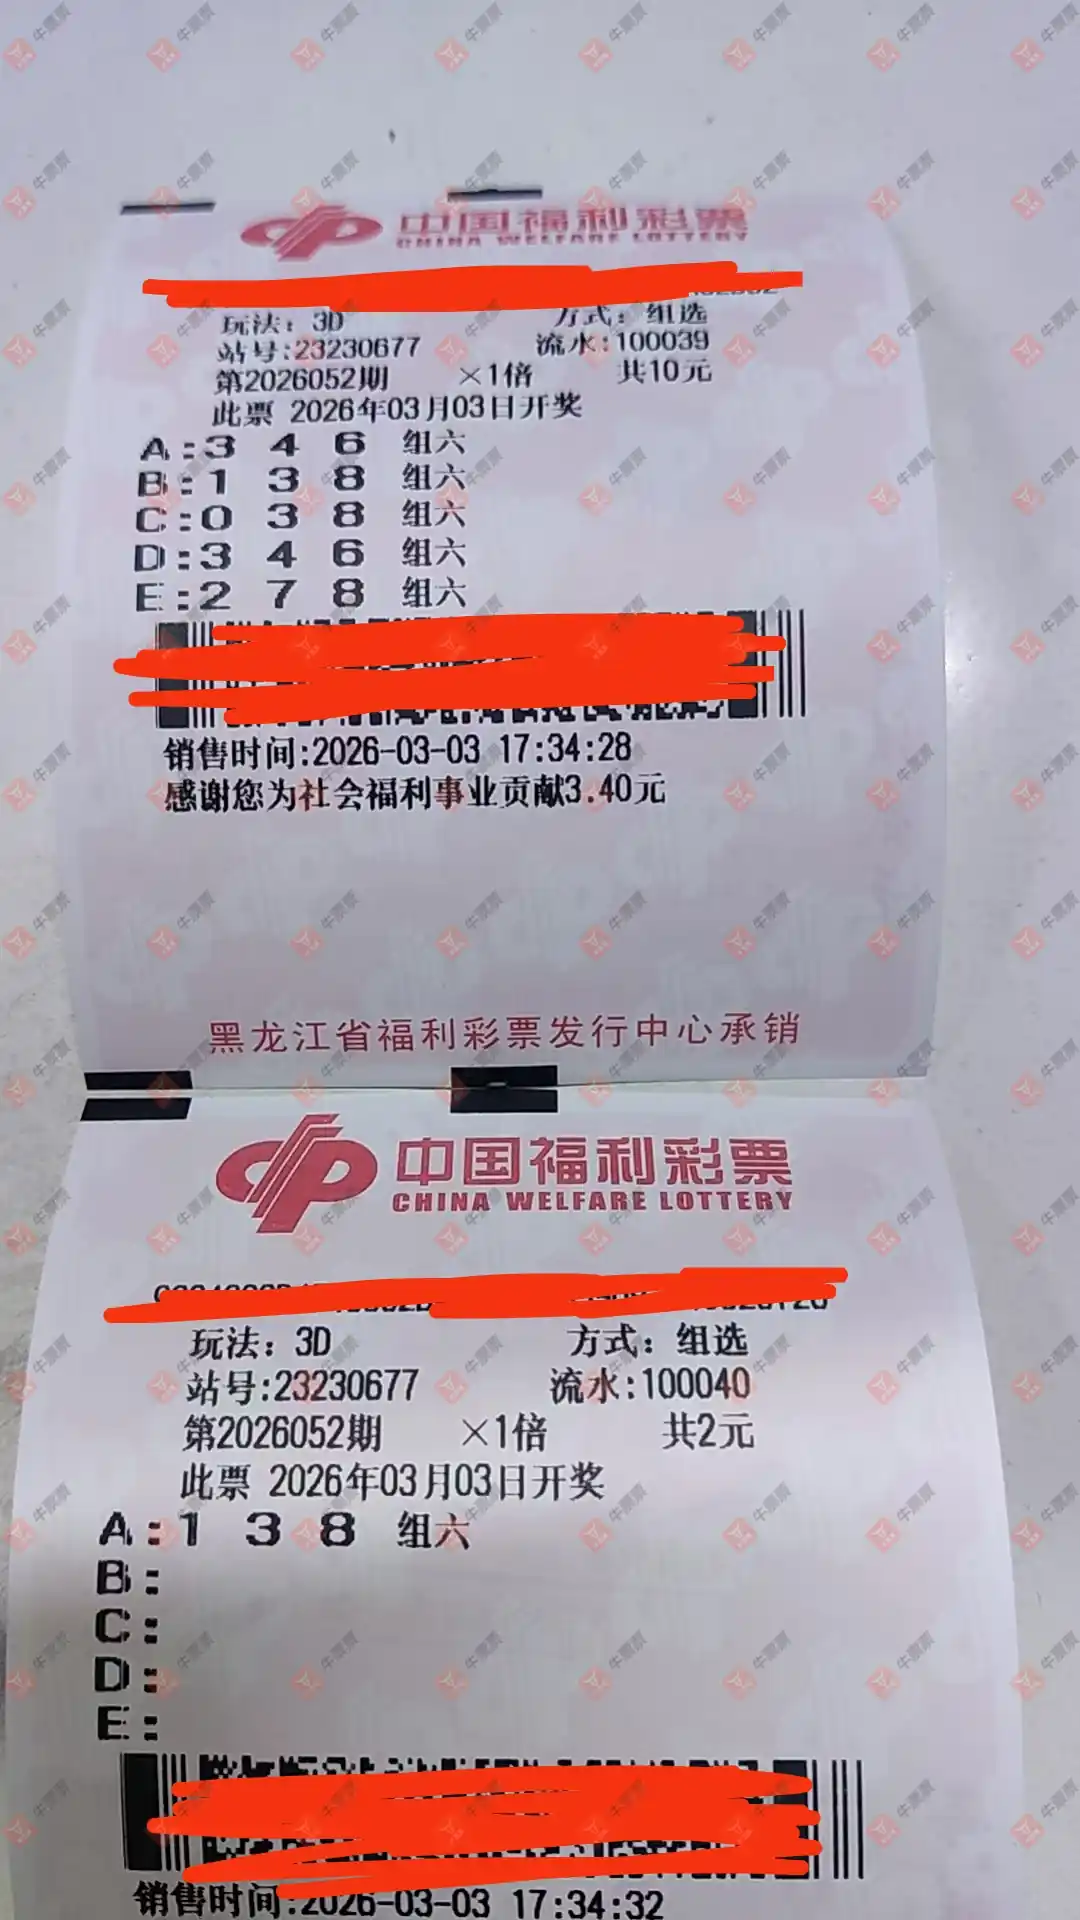 中国福利彩票
CHINA WELFARE LOTTERY
玩法：3D 方式：组选
站号:23230677 流水:100039
第2026052期 ×1倍 共10元
此票 2026年03月03日开奖
A:3 4 6 组六
B:1 3 8 组六
C:0 3 8 组六
D:3 4 6 组六
E:2 7 8 组六
销售时间:2026-03-03 17:34:28
感谢您为社会福利事业贡献3.40元
黑龙江省福利彩票发行中心承销
中国福利彩票
CHINA WELFARE LOTTERY
玩法：3D 方式：组选
站号:23230677 流水:100040
第2026052期 ×1倍 共2元
此票 2026年03月03日开奖
A:1 3 8 组六
B:
C:
D:
E:
销售时间:2026-03-03 17:34:32
牛票票